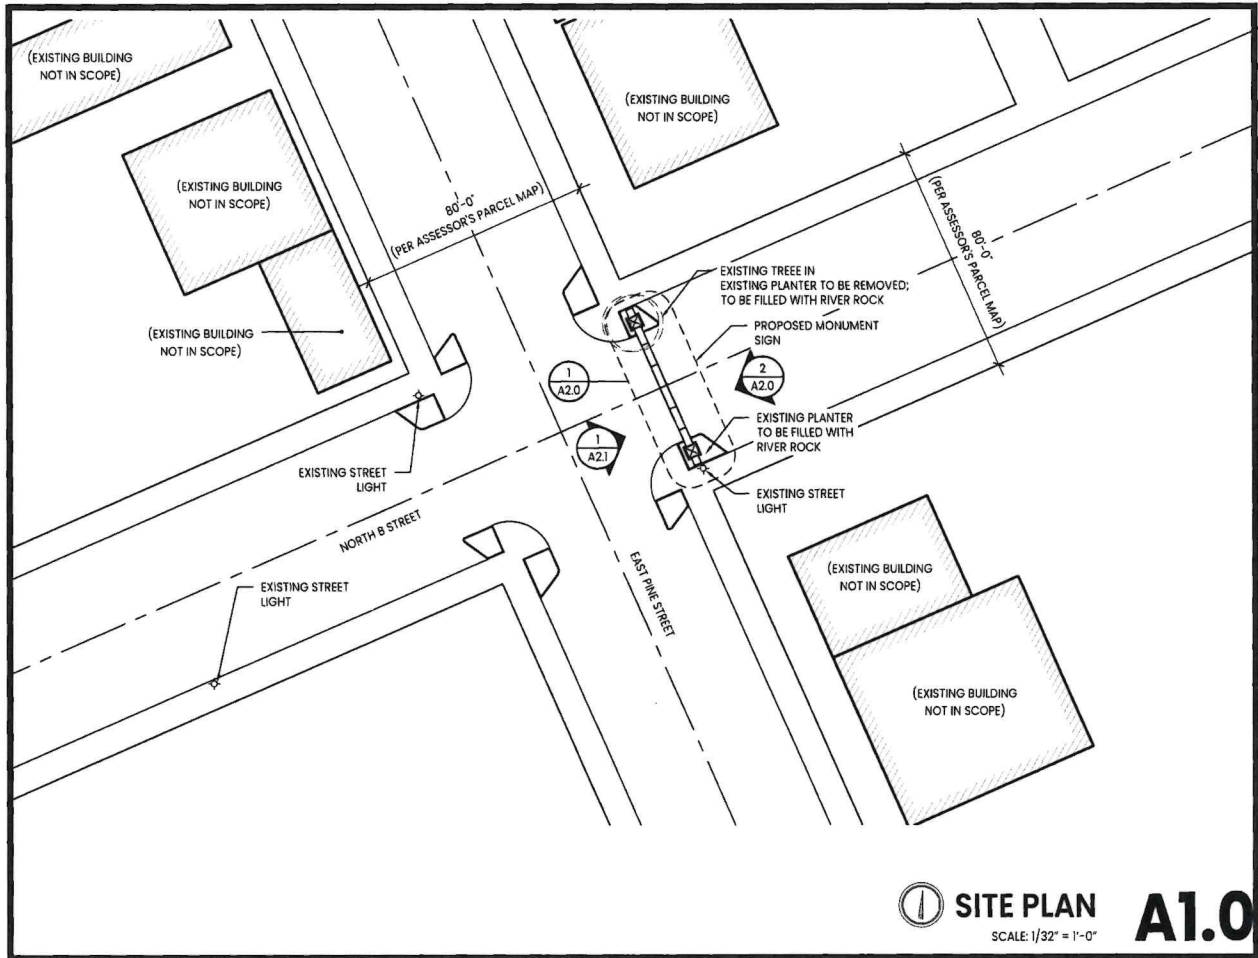 (EXISTING BUILDING
NOT IN SCOPE)
(EXISTING BUILDING
NOT IN SCOPE)
(EXISTING BUILDING
NOT IN SCOPE)
80'-0"
(PER ASSESSOR'S PARCEL MAP)
80'-0"
(PER ASSESSOR'S PARCEL MAP)
(EXISTING BUILDING
NOT IN SCOPE)
EXISTING TREEE IN
EXISTING PLANTER TO BE REMOVED;
TO BE FILLED WITH RIVER ROCK
PROPOSED MONUMENT
SIGN
1
A2.0
2
A2.0
1
A2.1
EXISTING PLANTER
TO BE FILLED WITH
RIVER ROCK
EXISTING STREET
LIGHT
EXISTING STREET
LIGHT
NORTH B STREET
EAST PINE STREET
EXISTING STREET
LIGHT
(EXISTING BUILDING
NOT IN SCOPE)
(EXISTING BUILDING
NOT IN SCOPE)
SITE PLAN
SCALE: 1/32" = 1'-0"
A1.0